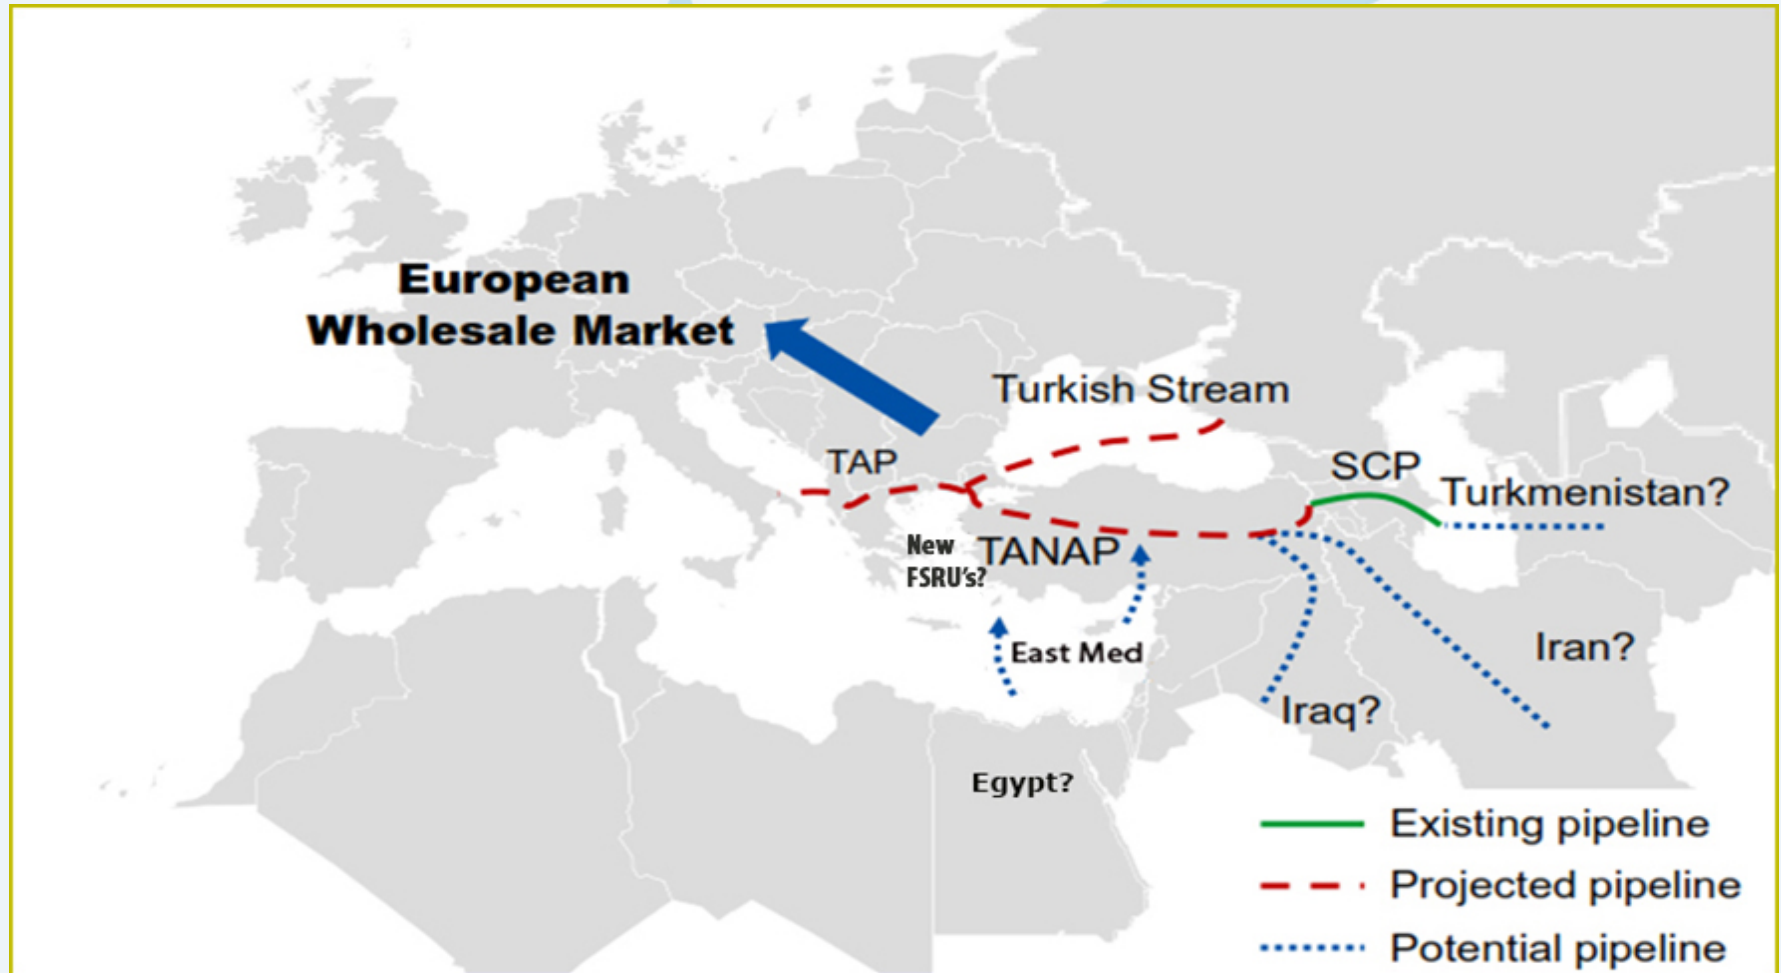 European
Wholesale Market
Turkish Stream
TAP
SCP
Turkmenistan?
New
FSRU's?
TANAP
East Med
Iran?
Iraq?
Egypt?
Existing pipeline
Projected pipeline
Potential pipeline